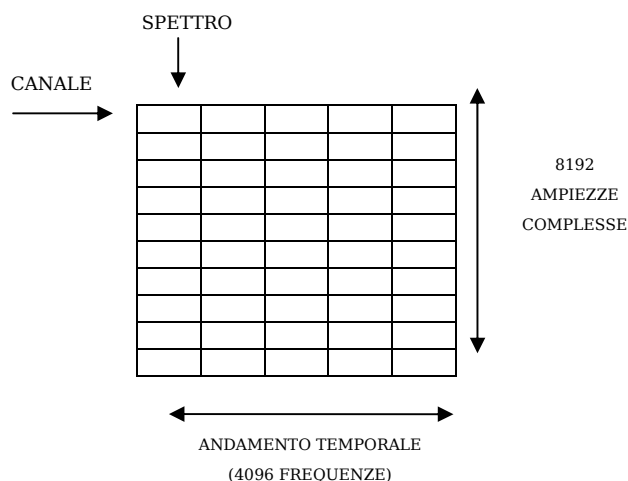 SPETTRO
CANALE
8192
AMPIEZZE
COMPLESSE
ANDAMENTO TEMPORALE
(4096 FREQUENZE)